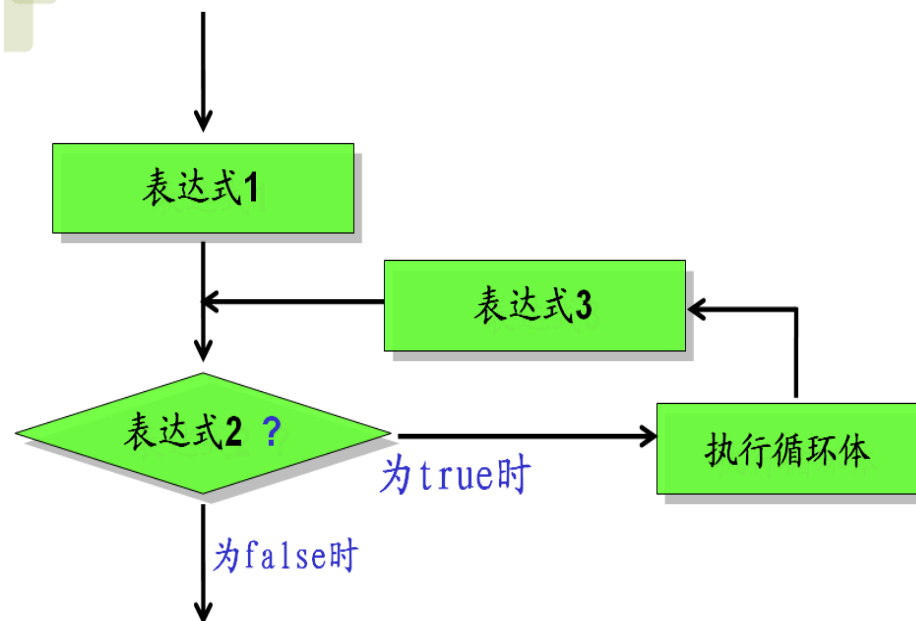 表达式1
表达式3
表达式2 ?
为true时
执行循环体
为false时